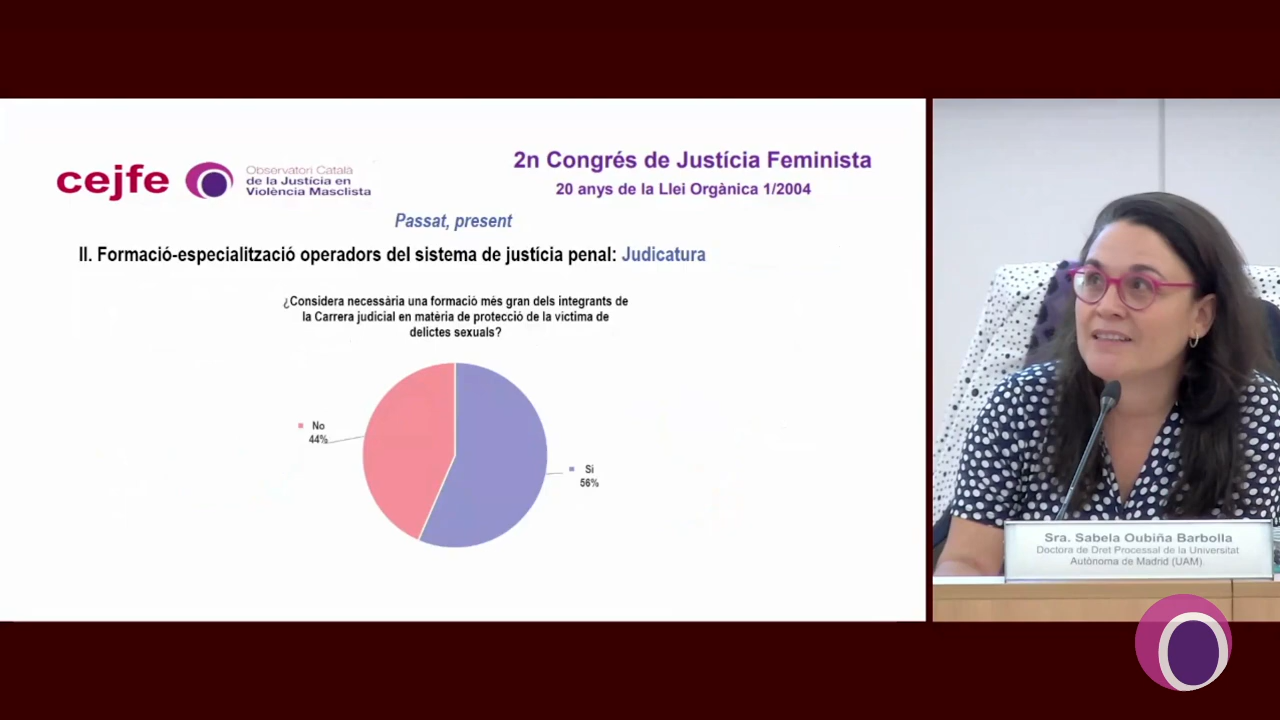 cejfe
Observatori Català
de la Justícia en
Violència Masclista
2n Congrés de Justícia Feminista
20 anys de la Llei Orgànica 1/2004
Passat, present
II. Formació-especialització operadors del sistema de justícia penal: Judicatura
¿Considera necessària una formació més gran dels integrants de
la Carrera judicial en matèria de protecció de la víctima de
delictes sexuals?
No
44%
Si
56%
Sra. Sabela Oubiña Barbolla
Doctora de Dret Processal de la Universitat
Autònoma de Madrid (UAM)